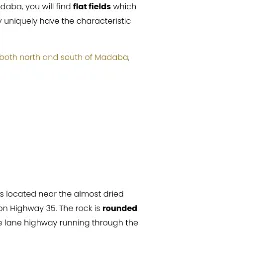 daba, you will find flat fields which
uniquely have the characteristic
both north and south of Madaba,
s located near the almost dried
on Highway 35. The rock is rounded
lane highway running through the